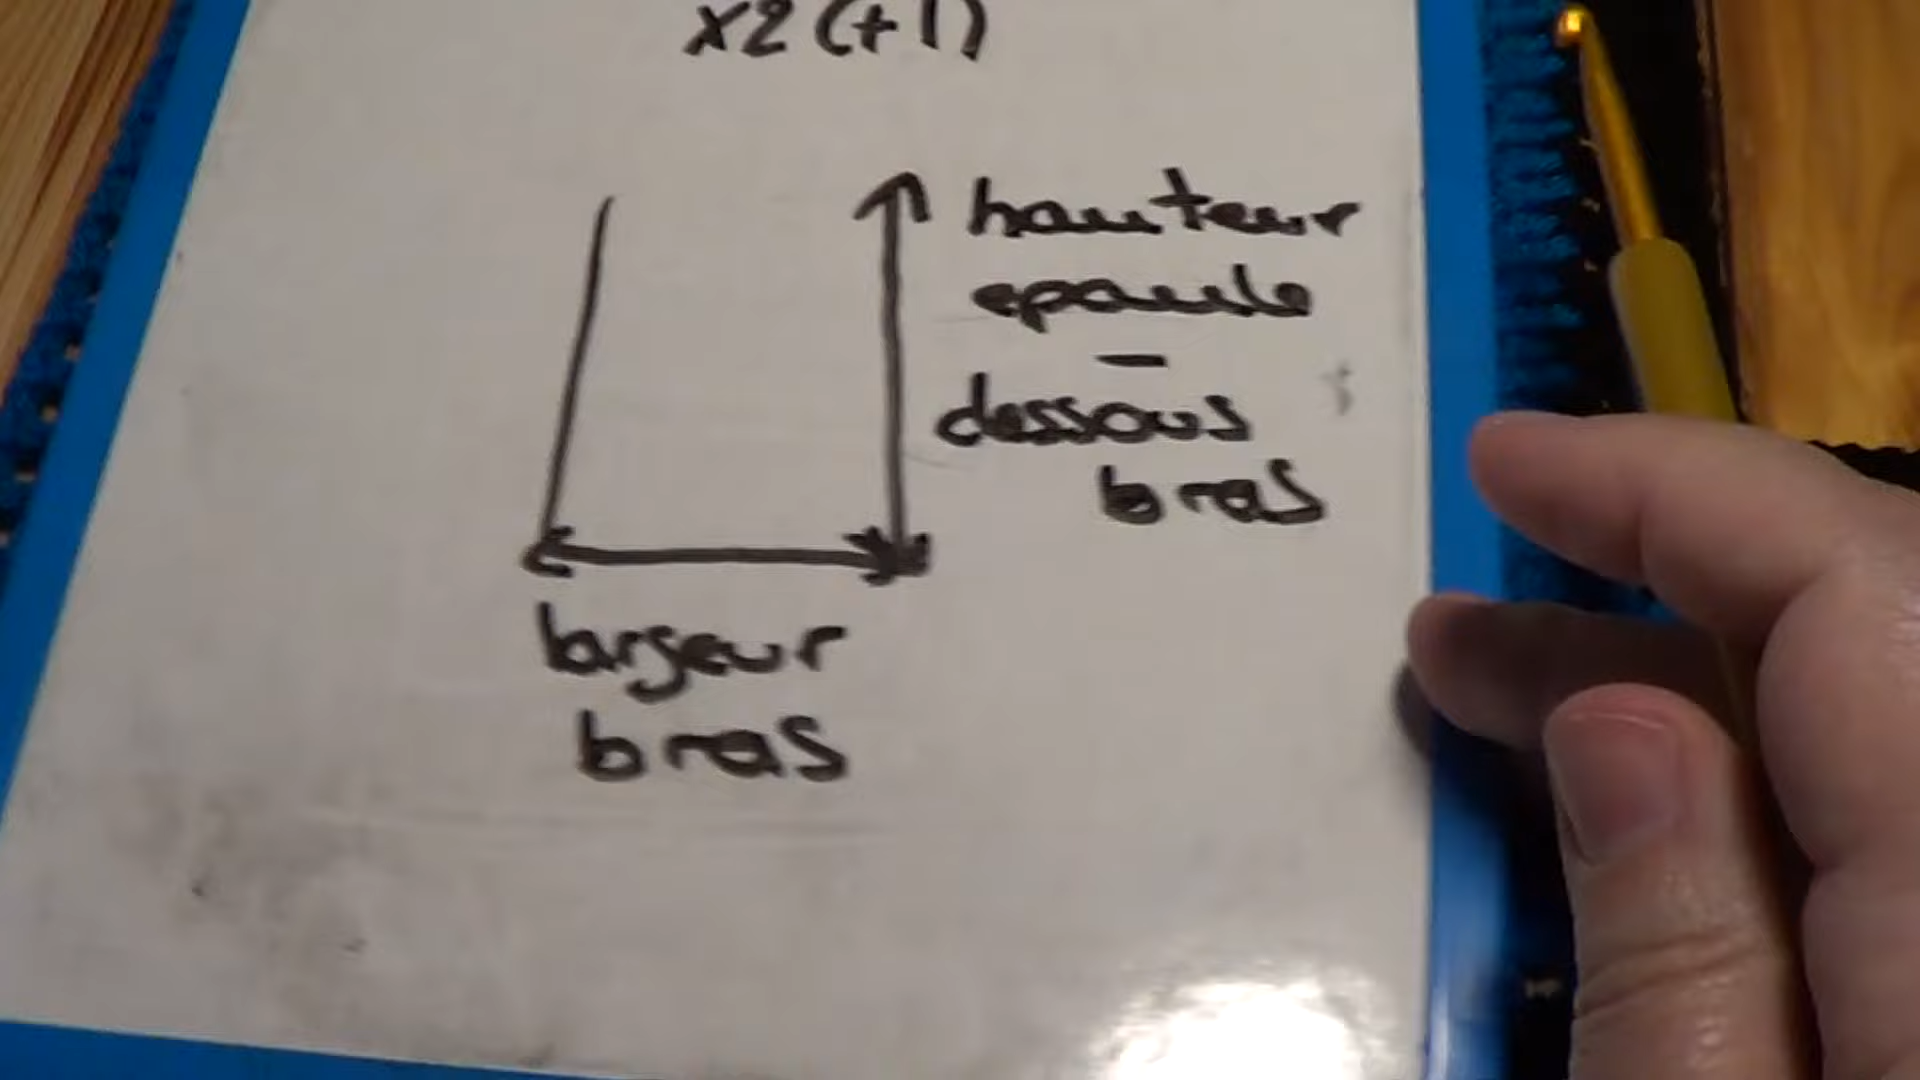 x2 (+1)
hauteur
epaule
-
dessous
bras
largeur
bras